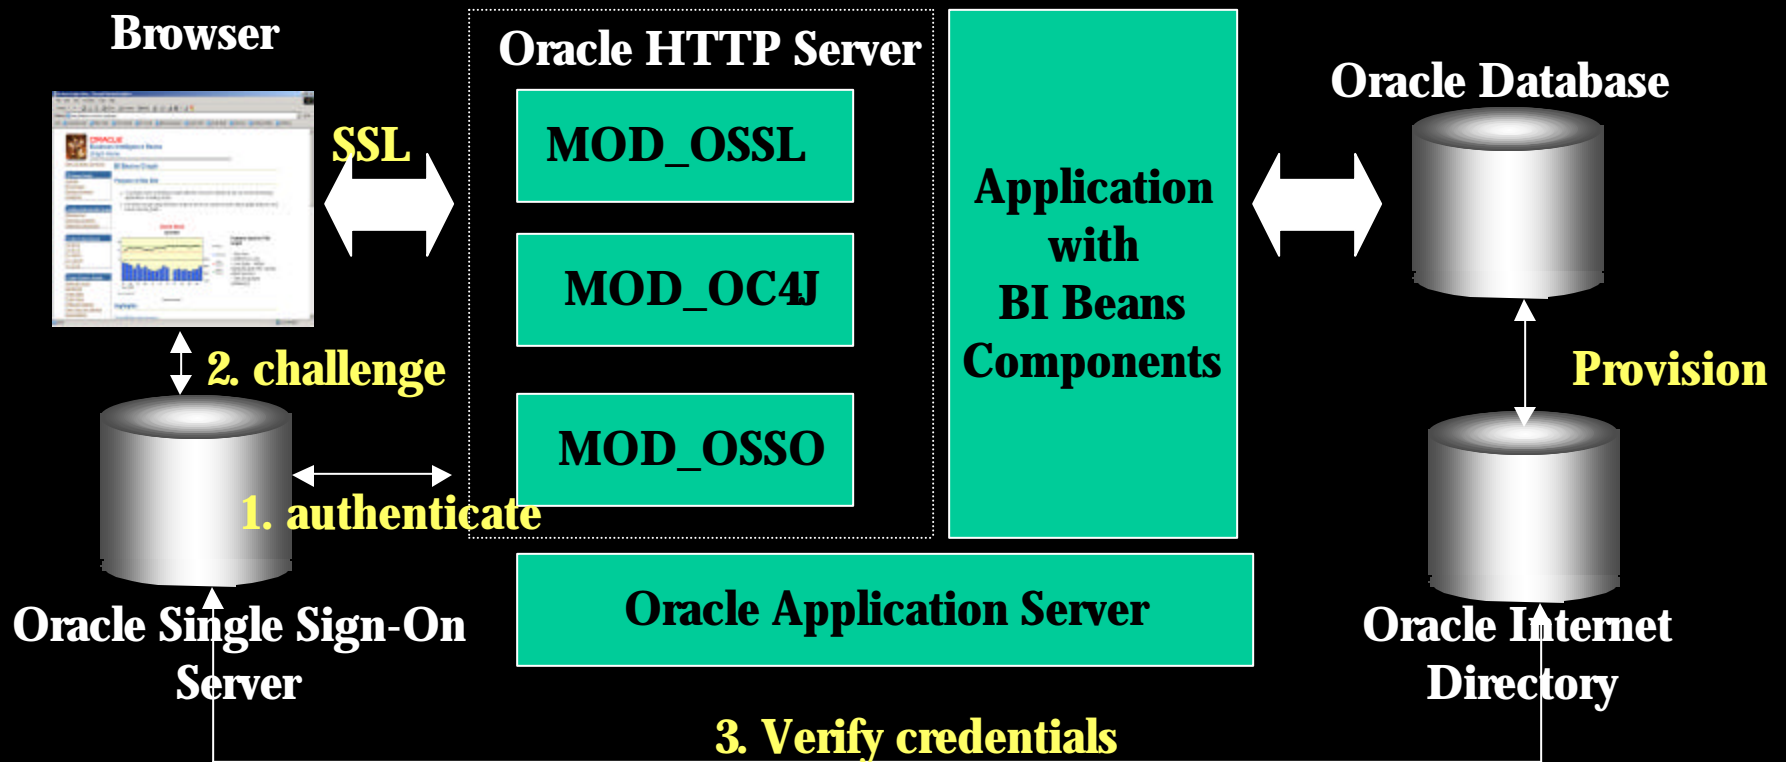 Browser
Oracle HTTP Server
Oracle Database
ORACLE
SSL
MOD_OSSL
MOD_OC4J
MOD_OSSO
Application
with
BI Beans
Components
2. challenge
Provision
1. authenticate
Oracle Application Server
Oracle Single Sign-On
Server
Oracle Internet
Directory
3. Verify credentials